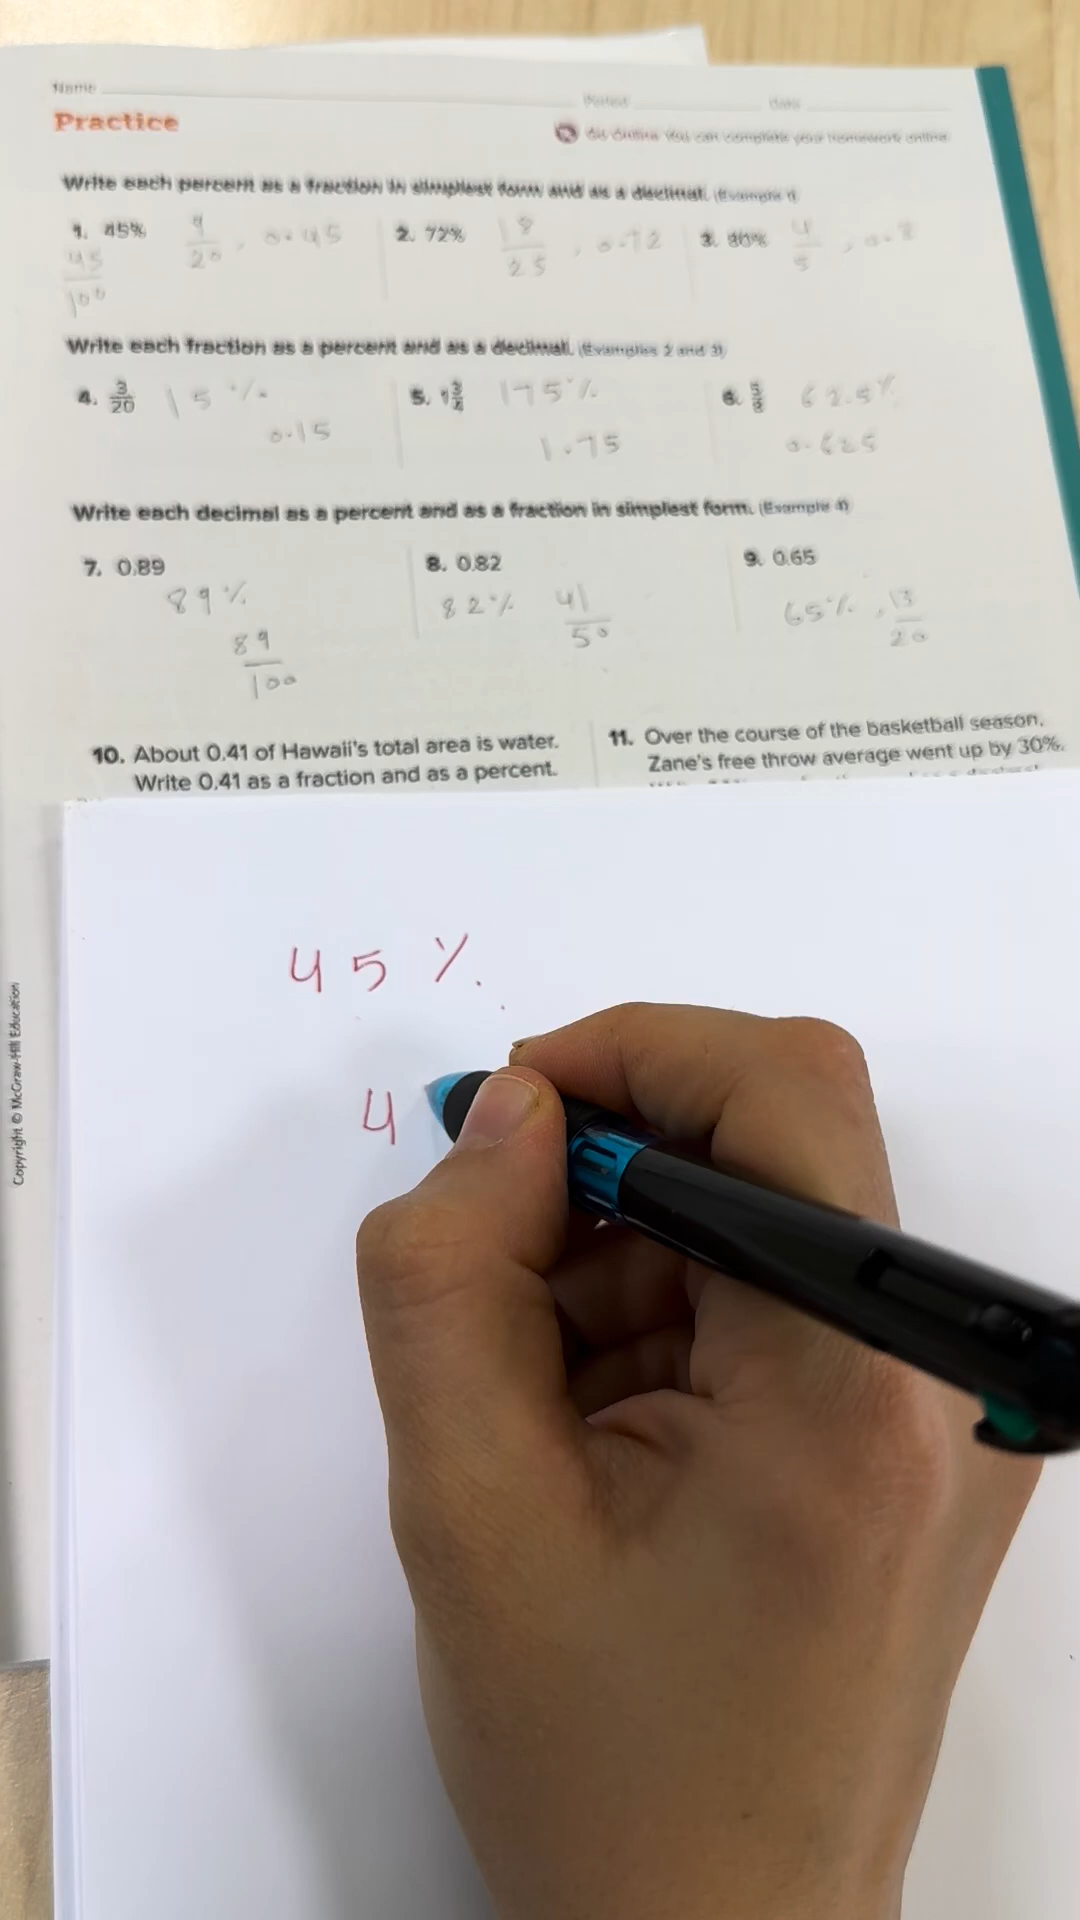 Name Period Date
Practice
Go Online You can complete your homework online.
Write each percent as a fraction in simplest form and as a decimal. (Example 1)
1. 45% 9/20 , 0.45 2. 72% 18/25 , 0.72 3. 80% 4/5 , 0.8
45/100
Write each fraction as a percent and as a decimal. (Examples 2 and 3)
4. 3/20 15% 5. 1 3/4 175% 6. 5/8 62.5%
0.15 1.75 0.625
Write each decimal as a percent and as a fraction in simplest form. (Example 4)
7. 0.89 8. 0.82 9. 0.65
89% 82% 41/50 65% , 13/20
89/100
10. About 0.41 of Hawaii's total area is water.
Write 0.41 as a fraction and as a percent.
11. Over the course of the basketball season,
Zane's free throw average went up by 30%.
45%
4
Copyright © McGraw-Hill Education